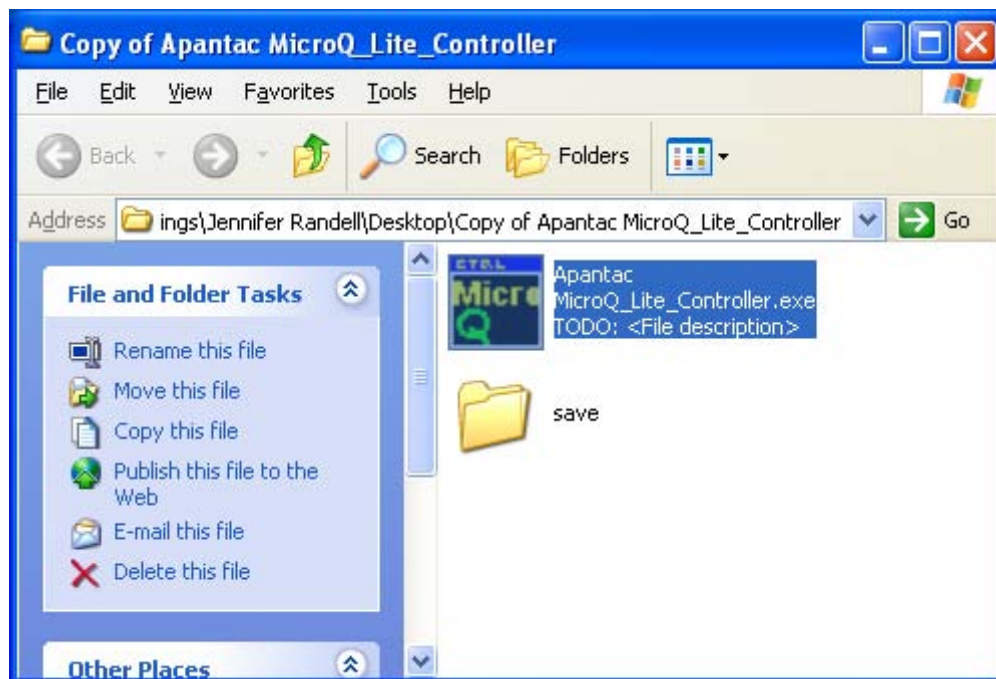 Copy of Apantac MicroQ_Lite_Controller
File Edit View Favorites Tools Help
Back Search Folders
Address ings\Jennifer Randell\Desktop\Copy of Apantac MicroQ_Lite_Controller Go
File and Folder Tasks
Rename this file
Move this file
Copy this file
Publish this file to the
Web
E-mail this file
Delete this file
Other Places
CTRL
Micro
Q
Apantac
MicroQ_Lite_Controller.exe
TODO: <File description>
save